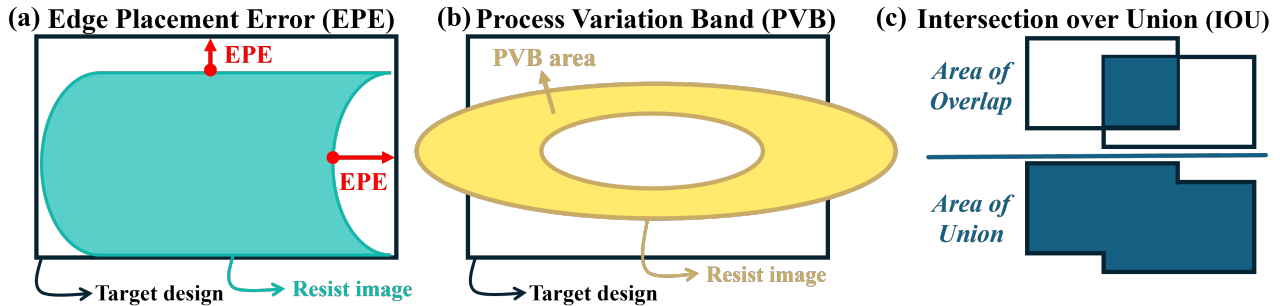 (a) Edge Placement Error (EPE)
EPE
EPE
Target design
Resist image
(b) Process Variation Band (PVB)
PVB area
Resist image
Target design
(c) Intersection over Union (IOU)
Area of
Overlap
Area of
Union